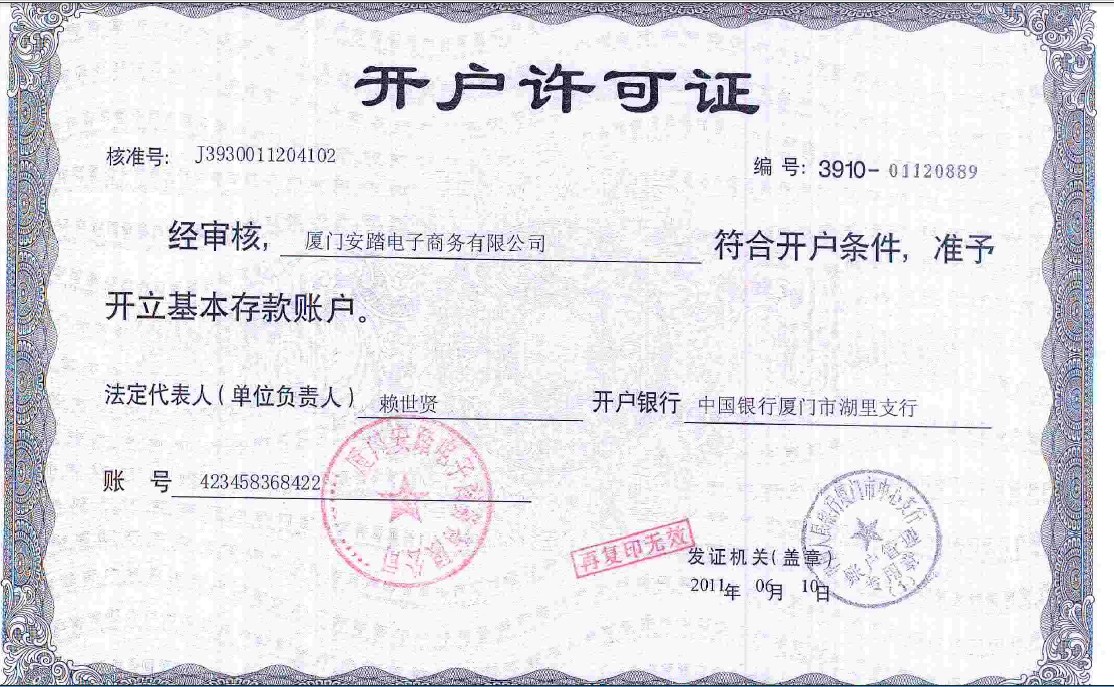 开户许可证
核准号: J3930011204102
编 号: 3910-01120889
经审核, 厦门安踏电子商务有限公司 符合开户条件, 准予
开立基本存款账户。
法定代表人(单位负责人) 赖世贤 开户银行 中国银行厦门市湖里支行
账 号 423458368422
厦门安踏电子商务有限公司
再复印无效
发证机关(盖章)
2011年 06月 10日
人民银行厦门市中心支行
账户管理
专用章
(1)